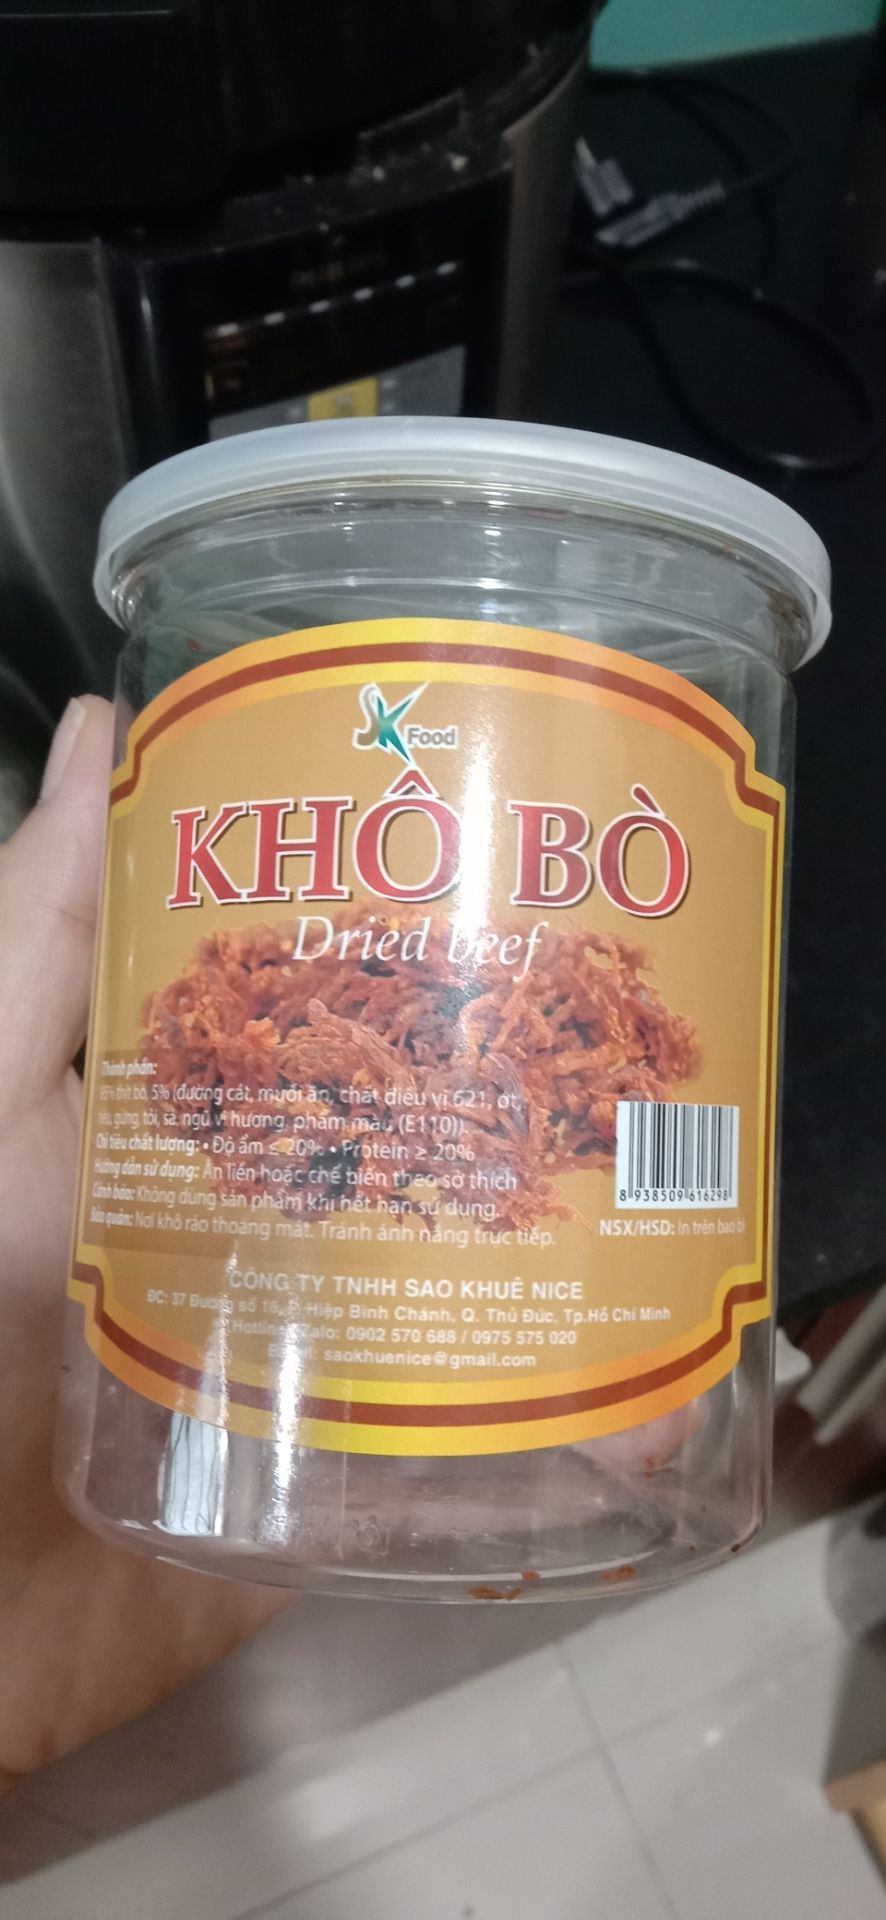 SK Food
KHÔ BÒ
Dried beef
Thành phần:
95% thịt bò, 5% (đường cát, muối ăn, chất điều vị 621, ớt,
tiêu, gừng, tỏi, sả, ngũ vị hương, phẩm màu (E110)).
Chỉ tiêu chất lượng: • Độ ẩm ≤ 20% • Protein ≥ 20%
Hướng dẫn sử dụng: Ăn liền hoặc chế biến theo sở thích
Cảnh báo: Không dùng sản phẩm khi hết hạn sử dụng.
Bảo quản: Nơi khô ráo thoáng mát. Tránh ánh nắng trực tiếp.
8 938509 616298
NSX/HSD: In trên bao bì
CÔNG TY TNHH SAO KHUÊ NICE
ĐC: 37 Đường số 16, P. Hiệp Bình Chánh, Q. Thủ Đức, Tp.Hồ Chí Minh
Hotline/Zalo: 0902 570 688 / 0975 575 020
Email: saokhuenice@gmail.com